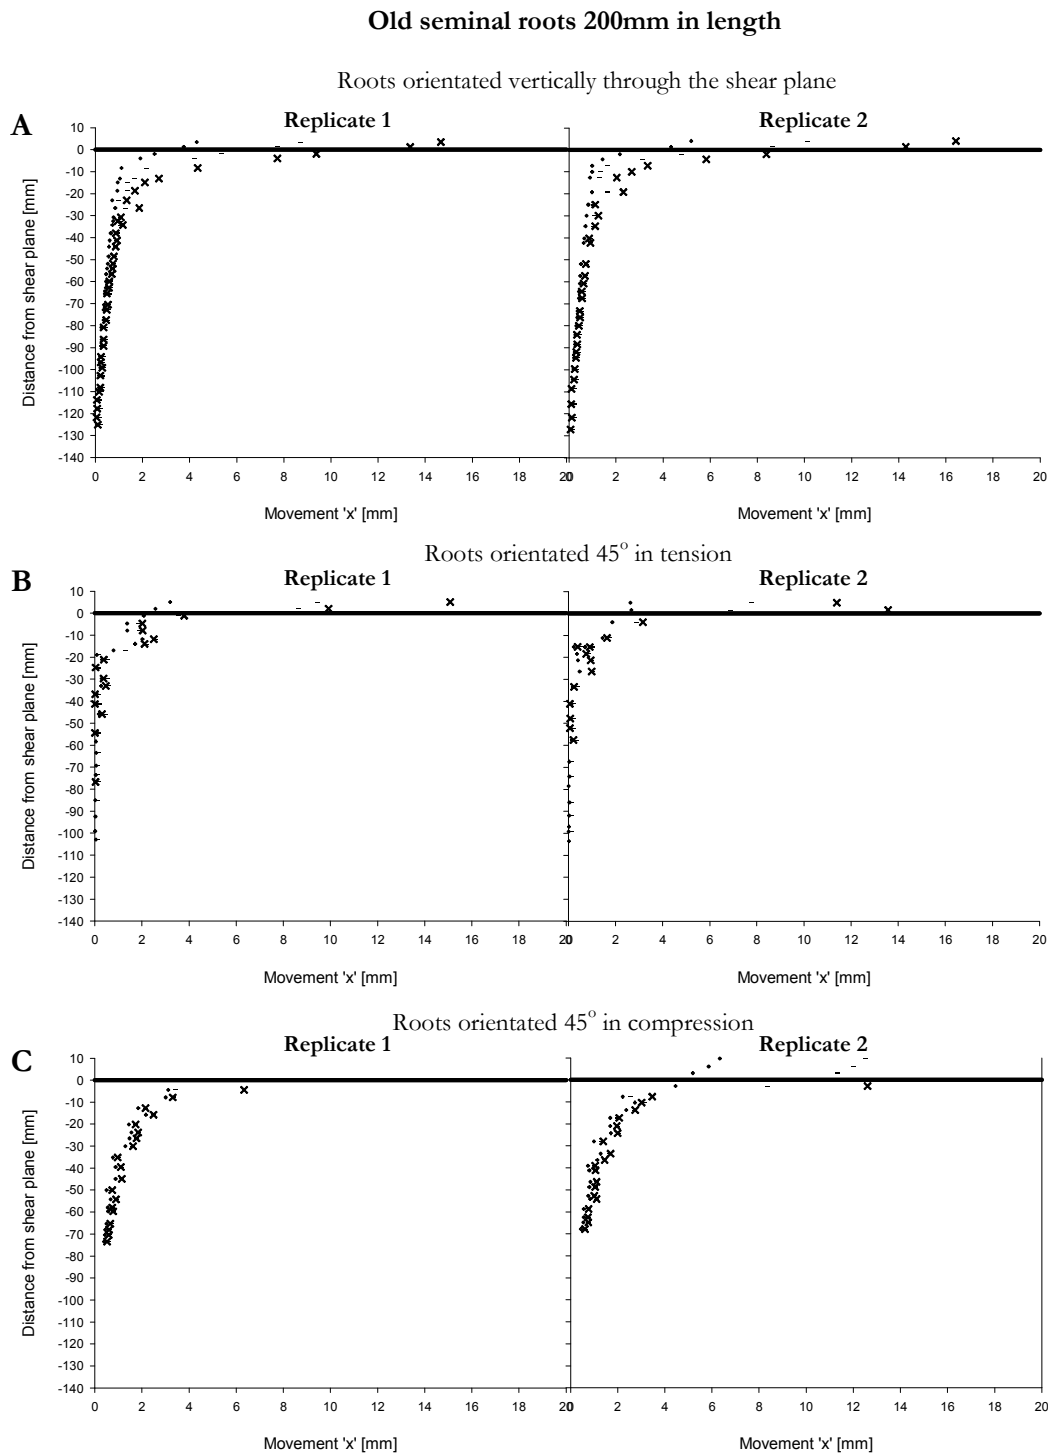 Old seminal roots 200mm in length
Roots orientated vertically through the shear plane
A
Replicate 1
Replicate 2
10
0
-10
-20
-30
-40
-50
-60
-70
-80
-90
-100
-110
-120
-130
-140
Distance from shear plane [mm]
0 2 4 6 8 10 12 14 16 18 20
0 2 4 6 8 10 12 14 16 18 20
Movement 'x' [mm]
Movement 'x' [mm]
Roots orientated 45° in tension
B
Replicate 1
Replicate 2
10
0
-10
-20
-30
-40
-50
-60
-70
-80
-90
-100
-110
-120
-130
-140
Distance from shear plane [mm]
0 2 4 6 8 10 12 14 16 18 20
0 2 4 6 8 10 12 14 16 18 20
Movement 'x' [mm]
Movement 'x' [mm]
Roots orientated 45° in compression
C
Replicate 1
Replicate 2
10
0
-10
-20
-30
-40
-50
-60
-70
-80
-90
-100
-110
-120
-130
-140
Distance from shear plane [mm]
0 2 4 6 8 10 12 14 16 18 20
0 2 4 6 8 10 12 14 16 18 20
Movement 'x' [mm]
Movement 'x' [mm]